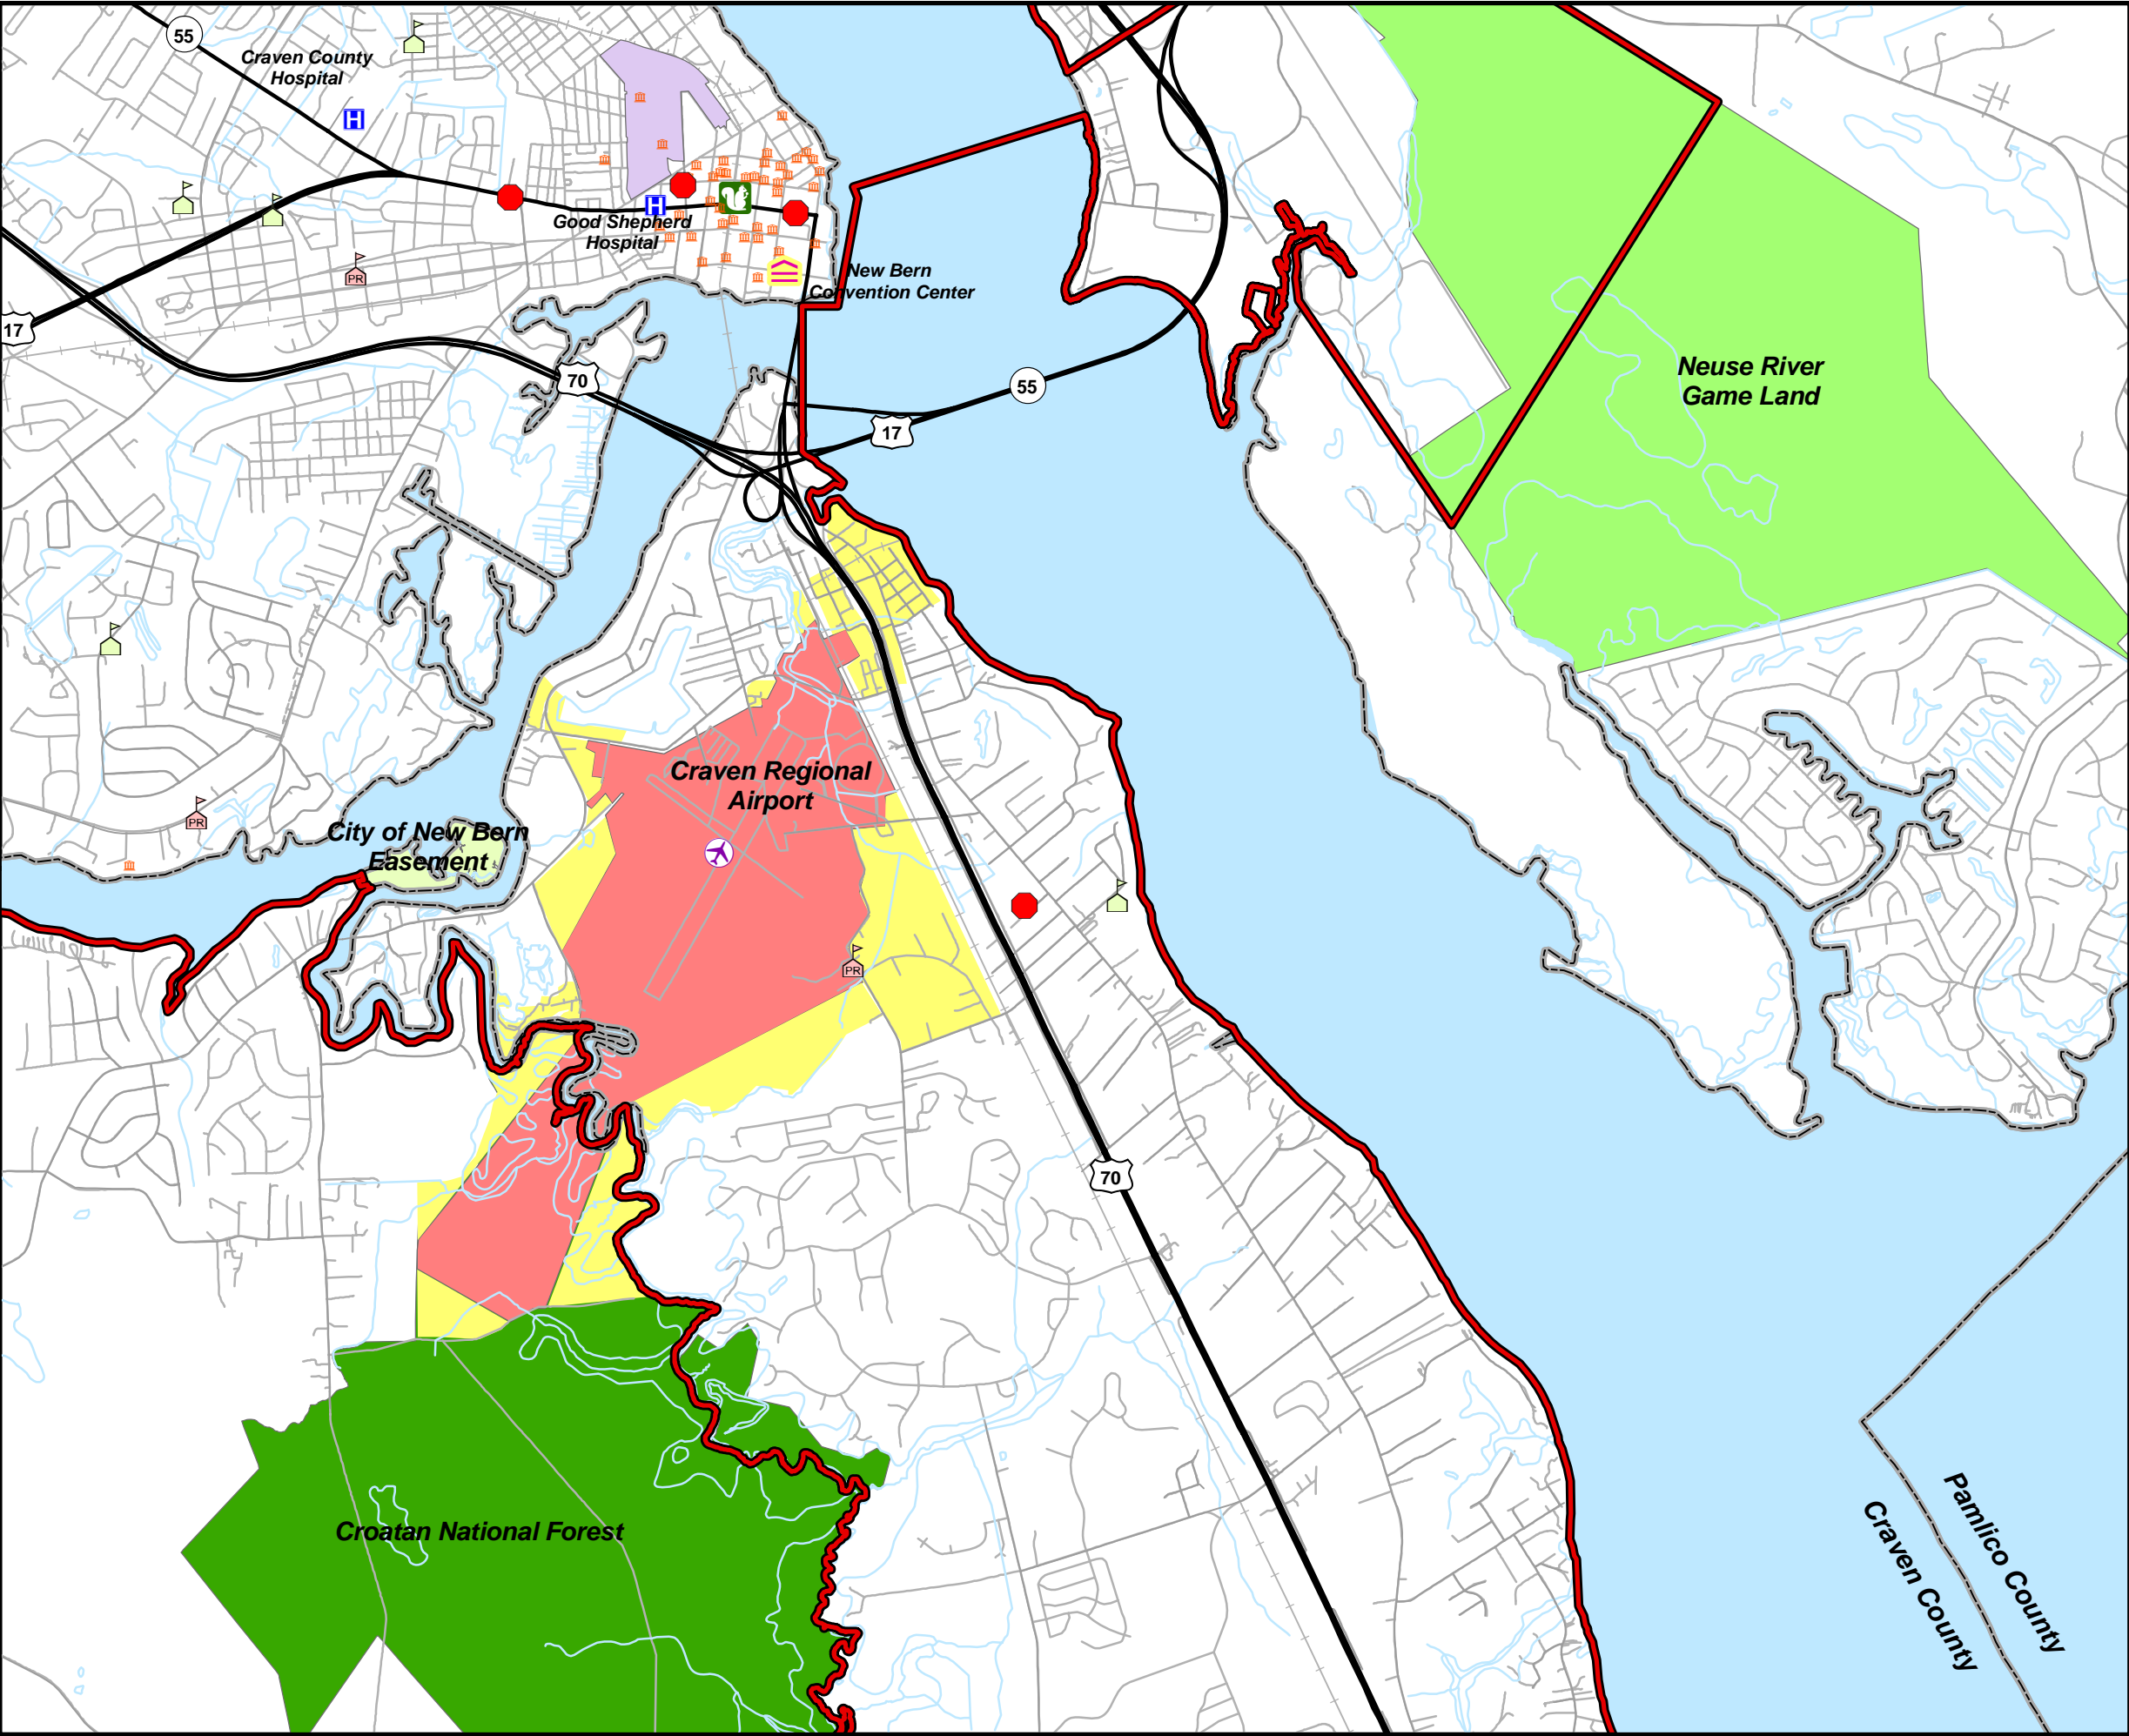 55
Craven County
Hospital
H
H
Good Shepherd
Hospital
New Bern
Convention Center
PR
17
70
55
17
Neuse River
Game Land
Craven Regional
Airport
PR
City of New Bern
Easement
PR
70
Croatan National Forest
Pamlico County
Craven County